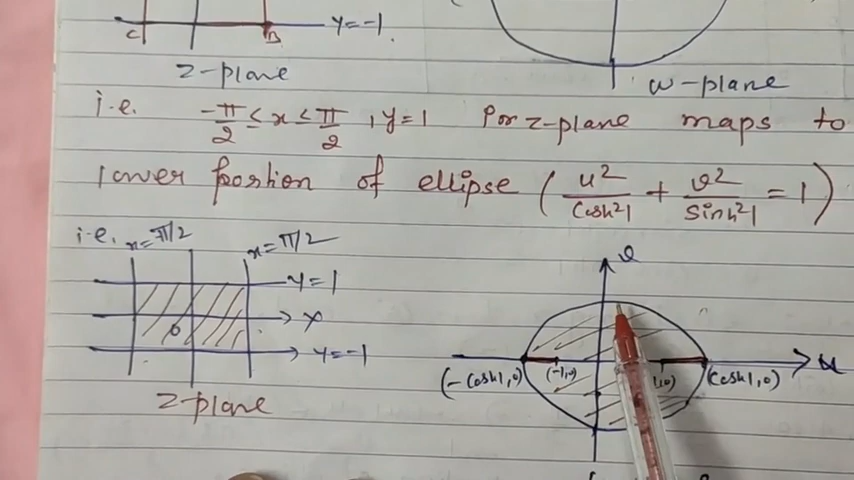 C B y=-1.
z-plane
w-plane
i.e. -π/2 ≤ x ≤ π/2 , y=1 for z-plane maps to
lower portion of ellipse ( u²/cosh²1 + v²/sinh²1 = 1 )
i.e. x=-π/2 x=π/2
y=1
x
0
y=-1
z-plane
v
u
(-cosh1,0) (-1,0) 1,0) (cosh1,0)